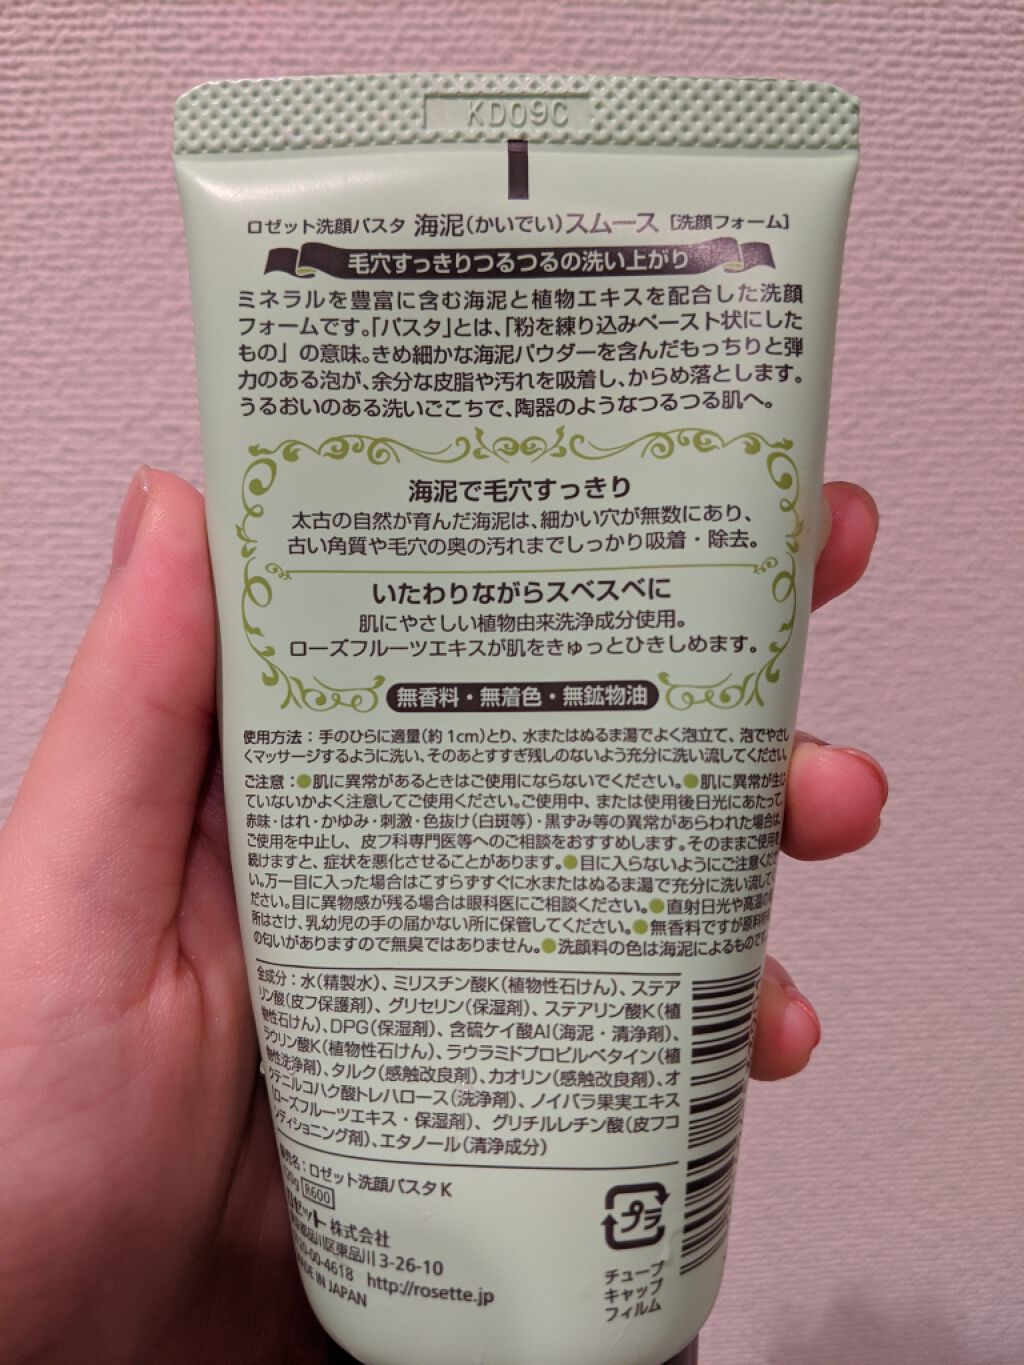 KD09C
ロゼット洗顔パスタ 海泥(かいでい)スムース [洗顔フォーム]
毛穴すっきりつるつるの洗い上がり
ミネラルを豊富に含む海泥と植物エキスを配合した洗顔
フォームです。「パスタ」とは、「粉を練り込みペースト状にした
もの」の意味。きめ細かな海泥パウダーを含んだもっちりと弾
力のある泡が、余分な皮脂や汚れを吸着し、からめ落とします。
うるおいのある洗いごこちで、陶器のようなつるつる肌へ。
海泥で毛穴すっきり
太古の自然が育んだ海泥は、細かい穴が無数にあり、
古い角質や毛穴の奥の汚れまでしっかり吸着・除去。
いたわりながらスベスベに
肌にやさしい植物由来洗浄成分使用。
ローズフルーツエキスが肌をきゅっとひきしめます。
無香料・無着色・無鉱物油
使用方法：手のひらに適量(約1cm)とり、水またはぬるま湯でよく泡立て、泡でやさし
くマッサージするように洗い、そのあとすすぎ残しのないよう充分に洗い流してください。
ご注意：●肌に異常があるときはご使用にならないでください。●肌に異常が生じ
ていないかよく注意してご使用ください。ご使用中、または使用後日光にあたって、
赤味・はれ・かゆみ・刺激・色抜け(白斑等)・黒ずみ等の異常があらわれた場合は、
ご使用を中止し、皮フ科専門医等へのご相談をおすすめします。そのままご使用を
続けますと、症状を悪化させることがあります。●目に入らないようにご注意くださ
い。万一目に入った場合はこすらずすぐに水またはぬるま湯で充分に洗い流してく
ださい。目に異物感が残る場合は眼科医にご相談ください。●直射日光や高温の
所はさけ、乳幼児の手の届かない所に保管してください。●無香料ですが原料
の匂いがありますので無臭ではありません。●洗顔料の色は海泥によるものです。
全成分：水(精製水)、ミリスチン酸K(植物性石けん)、ステア
リン酸(皮フ保護剤)、グリセリン(保湿剤)、ステアリン酸K(植
物性石けん)、DPG(保湿剤)、含硫ケイ酸Al(海泥・清浄剤)、
ラウリン酸K(植物性石けん)、ラウラミドプロピルベタイン(植
物性洗浄剤)、タルク(感触改良剤)、カオリン(感触改良剤)、オ
クテニルコハク酸トレハロース(洗浄剤)、ノイバラ果実エキス
(ローズフルーツエキス・保湿剤)、グリチルレチン酸(皮フコ
ンディショニング剤)、エタノール(清浄成分)
販売名：ロゼット洗顔パスタK
120g R600
ロゼット株式会社
品川区東品川3-26-10
20-00-4618 http://rosette.jp
MADE IN JAPAN
プラ
チューブ
キャップ
フィルム